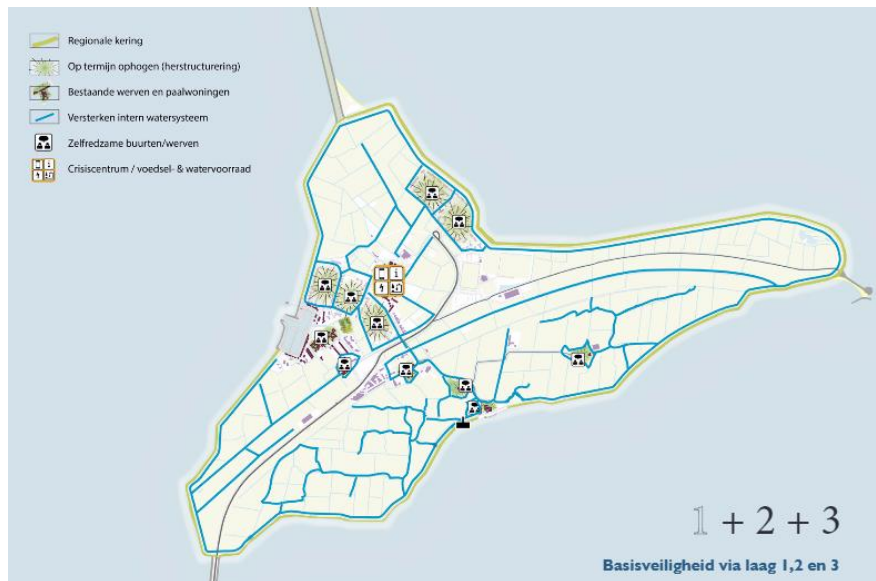 Regionale kering
Op termijn ophogen (herstructurering)
Bestaande werven en paalwoningen
Versterken intern watersysteem
Zelfredzame buurten/werven
Crisiscentrum / voedsel- & watervoorraad
1 + 2 + 3
Basisveiligheid via laag 1,2 en 3